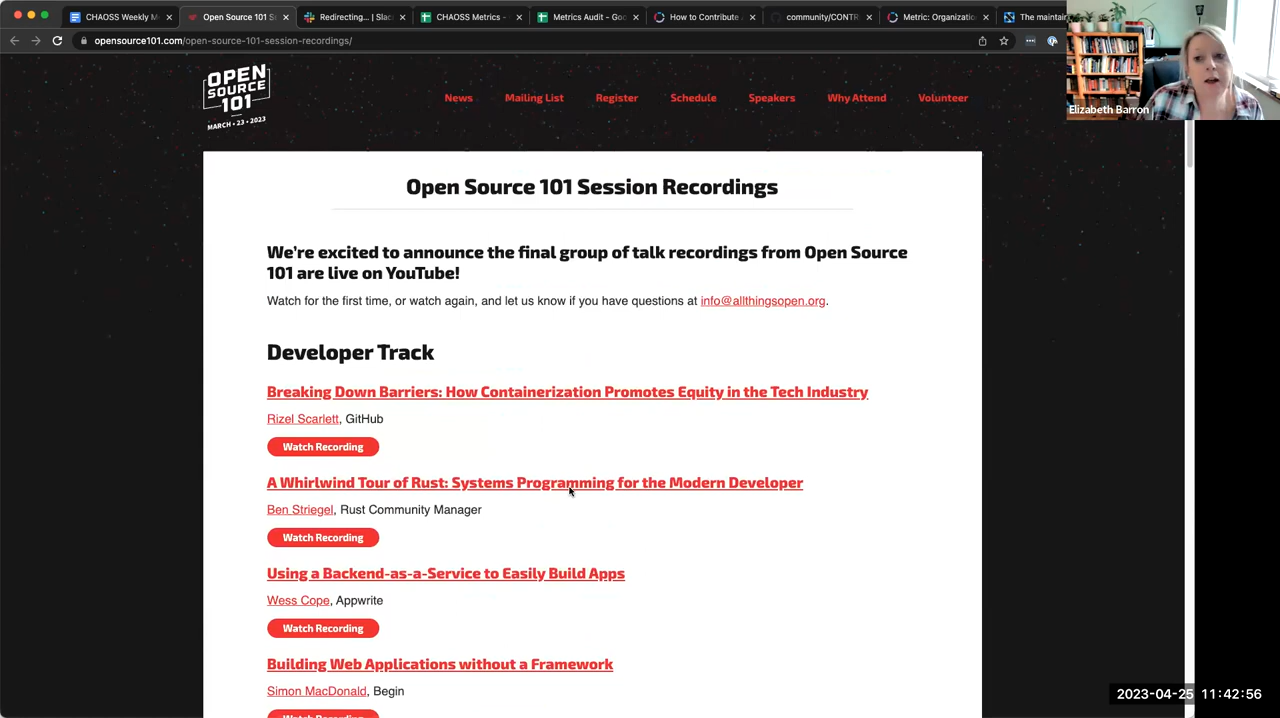 CHAOSS Weekly M
Open Source 101 Se
Redirecting... | Slac
CHAOSS Metrics -
Metrics Audit - Goo
How to Contribute
community/CONTR
Metric: Organizatio
The maintain
opensource101.com/open-source-101-session-recordings/
OPEN
SOURCE
101
MARCH • 23 • 2023
News
Mailing List
Register
Schedule
Speakers
Why Attend
Volunteer
Elizabeth Barron
Open Source 101 Session Recordings
We're excited to announce the final group of talk recordings from Open Source
101 are live on YouTube!
Watch for the first time, or watch again, and let us know if you have questions at info@allthingsopen.org.
Developer Track
Breaking Down Barriers: How Containerization Promotes Equity in the Tech Industry
Rizel Scarlett, GitHub
Watch Recording
A Whirlwind Tour of Rust: Systems Programming for the Modern Developer
Ben Striegel, Rust Community Manager
Watch Recording
Using a Backend-as-a-Service to Easily Build Apps
Wess Cope, Appwrite
Watch Recording
Building Web Applications without a Framework
Simon MacDonald, Begin
Watch Recording
2023-04-25 11:42:56